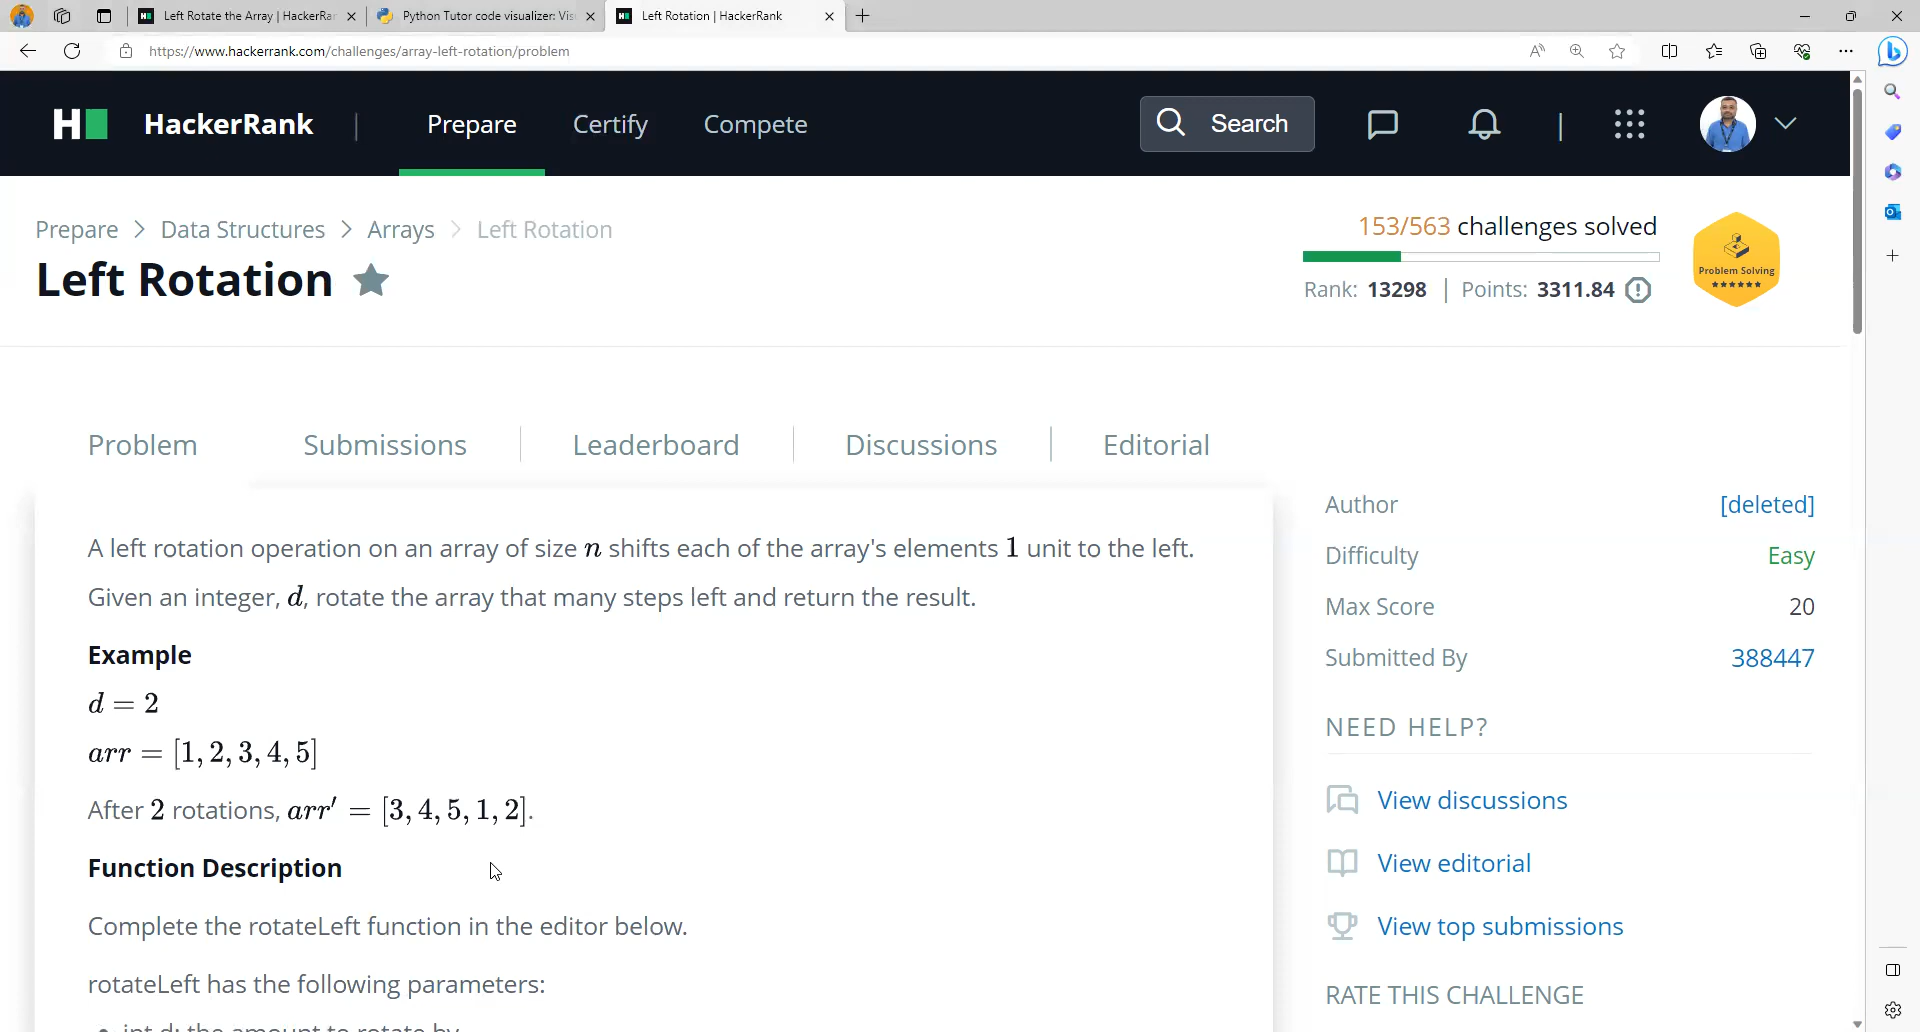 Left Rotate the Array | HackerRan
Python Tutor code visualizer: Vis
Left Rotation | HackerRank
https://www.hackerrank.com/challenges/array-left-rotation/problem
H
HackerRank | Prepare Certify Compete Search |
Prepare > Data Structures > Arrays > Left Rotation
153/563 challenges solved
Left Rotation
Rank: 13298 | Points: 3311.84
Problem Solving
Problem Submissions Leaderboard Discussions Editorial
A left rotation operation on an array of size n shifts each of the array's elements 1 unit to the left.
Given an integer, d, rotate the array that many steps left and return the result.
Example
d = 2
arr = [1, 2, 3, 4, 5]
After 2 rotations, arr′ = [3, 4, 5, 1, 2].
Function Description
Complete the rotateLeft function in the editor below.
rotateLeft has the following parameters:
• int d: the amount to rotate by
Author [deleted]
Difficulty Easy
Max Score 20
Submitted By 388447
NEED HELP?
View discussions
View editorial
View top submissions
RATE THIS CHALLENGE